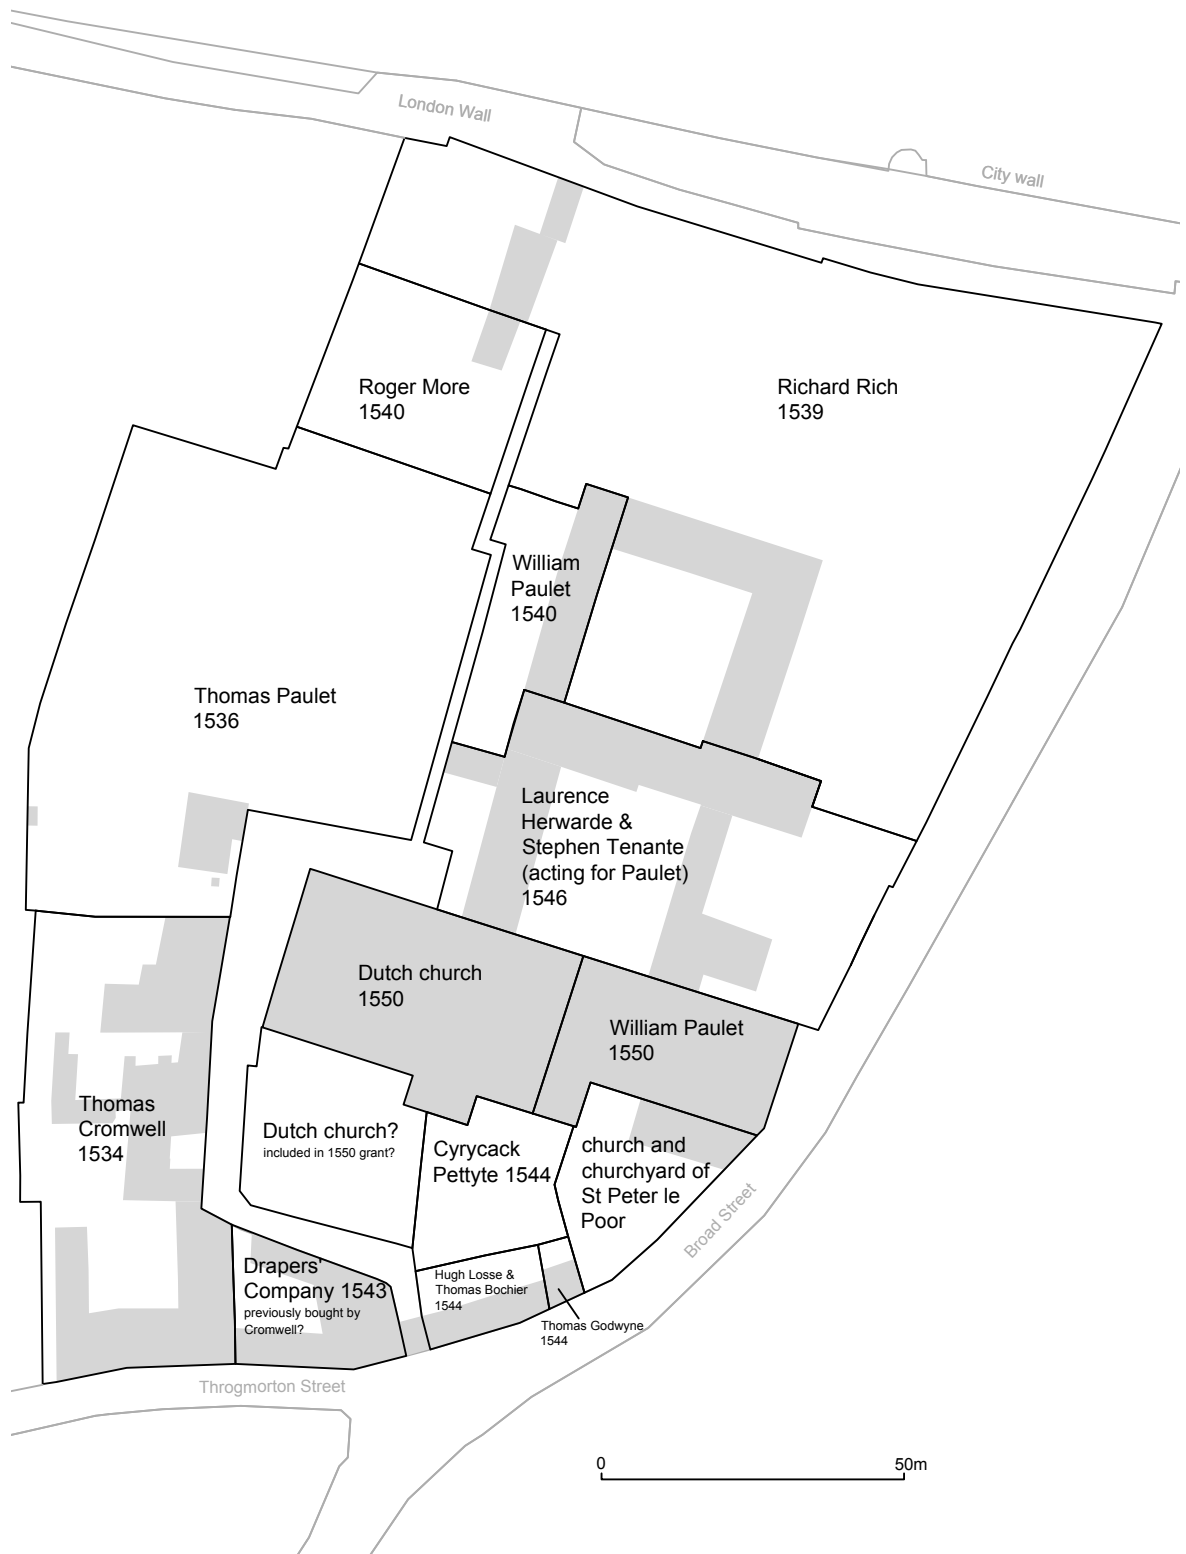 London Wall
City wall
Roger More
1540
Richard Rich
1539
William
Paulet
1540
Thomas Paulet
1536
Laurence
Herwarde &
Stephen Tenante
(acting for Paulet)
1546
Dutch church
1550
William Paulet
1550
Thomas
Cromwell
1534
Dutch church?
included in 1550 grant?
Cyrycack
Pettyte 1544
church and
churchyard of
St Peter le
Poor
Broad Street
Drapers'
Company 1543
previously bought by
Cromwell?
Hugh Losse &
Thomas Bochier
1544
Thomas Godwyne
1544
Throgmorton Street
0 50m